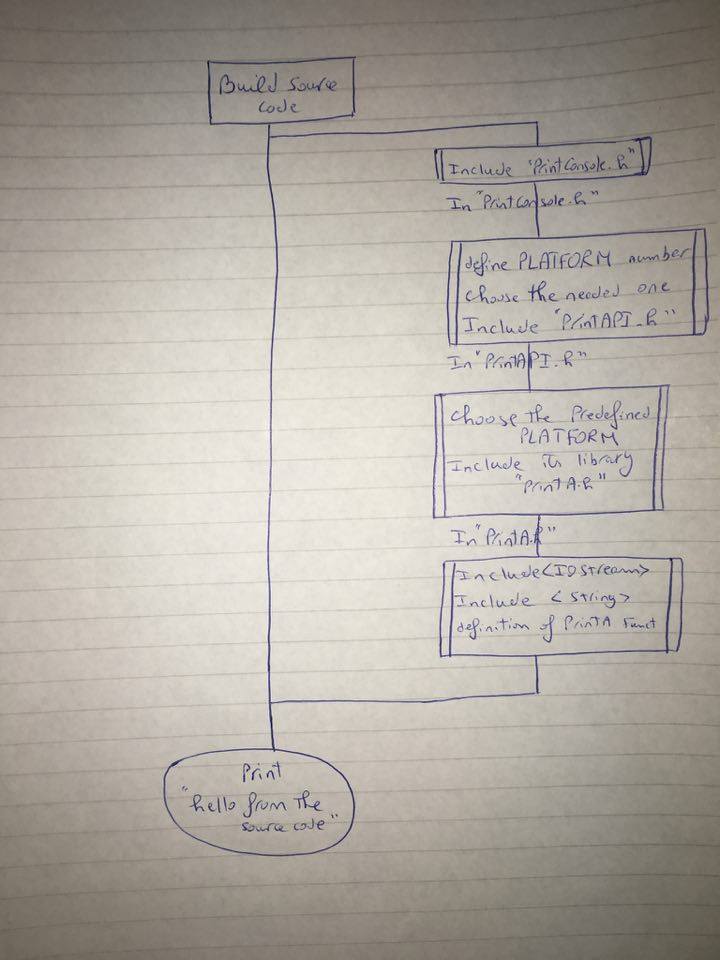 Build source
code
Include "PrintConsole.h"
In "PrintConsole.h"
define PLATFORM number
choose the needed one
Include "PrintAPI.h"
In "PrintAPI.h"
choose the Predefined
PLATFORM
Include its library
"PrintA.h"
In "PrintA.h"
Include <IOStream>
Include <String>
definition of PrintA Funct
Print
"hello from the
source code"